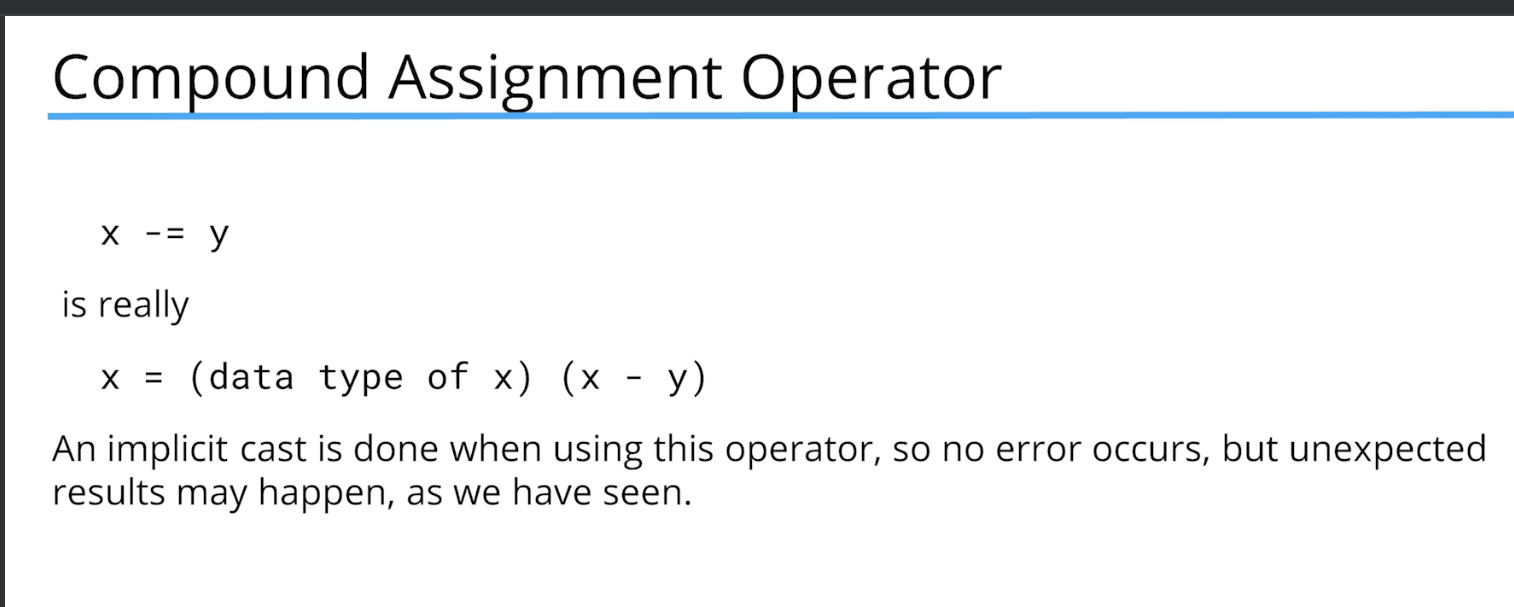 Compound Assignment Operator
x -= y
is really
x = (data type of x) (x - y)
An implicit cast is done when using this operator, so no error occurs, but unexpected
results may happen, as we have seen.